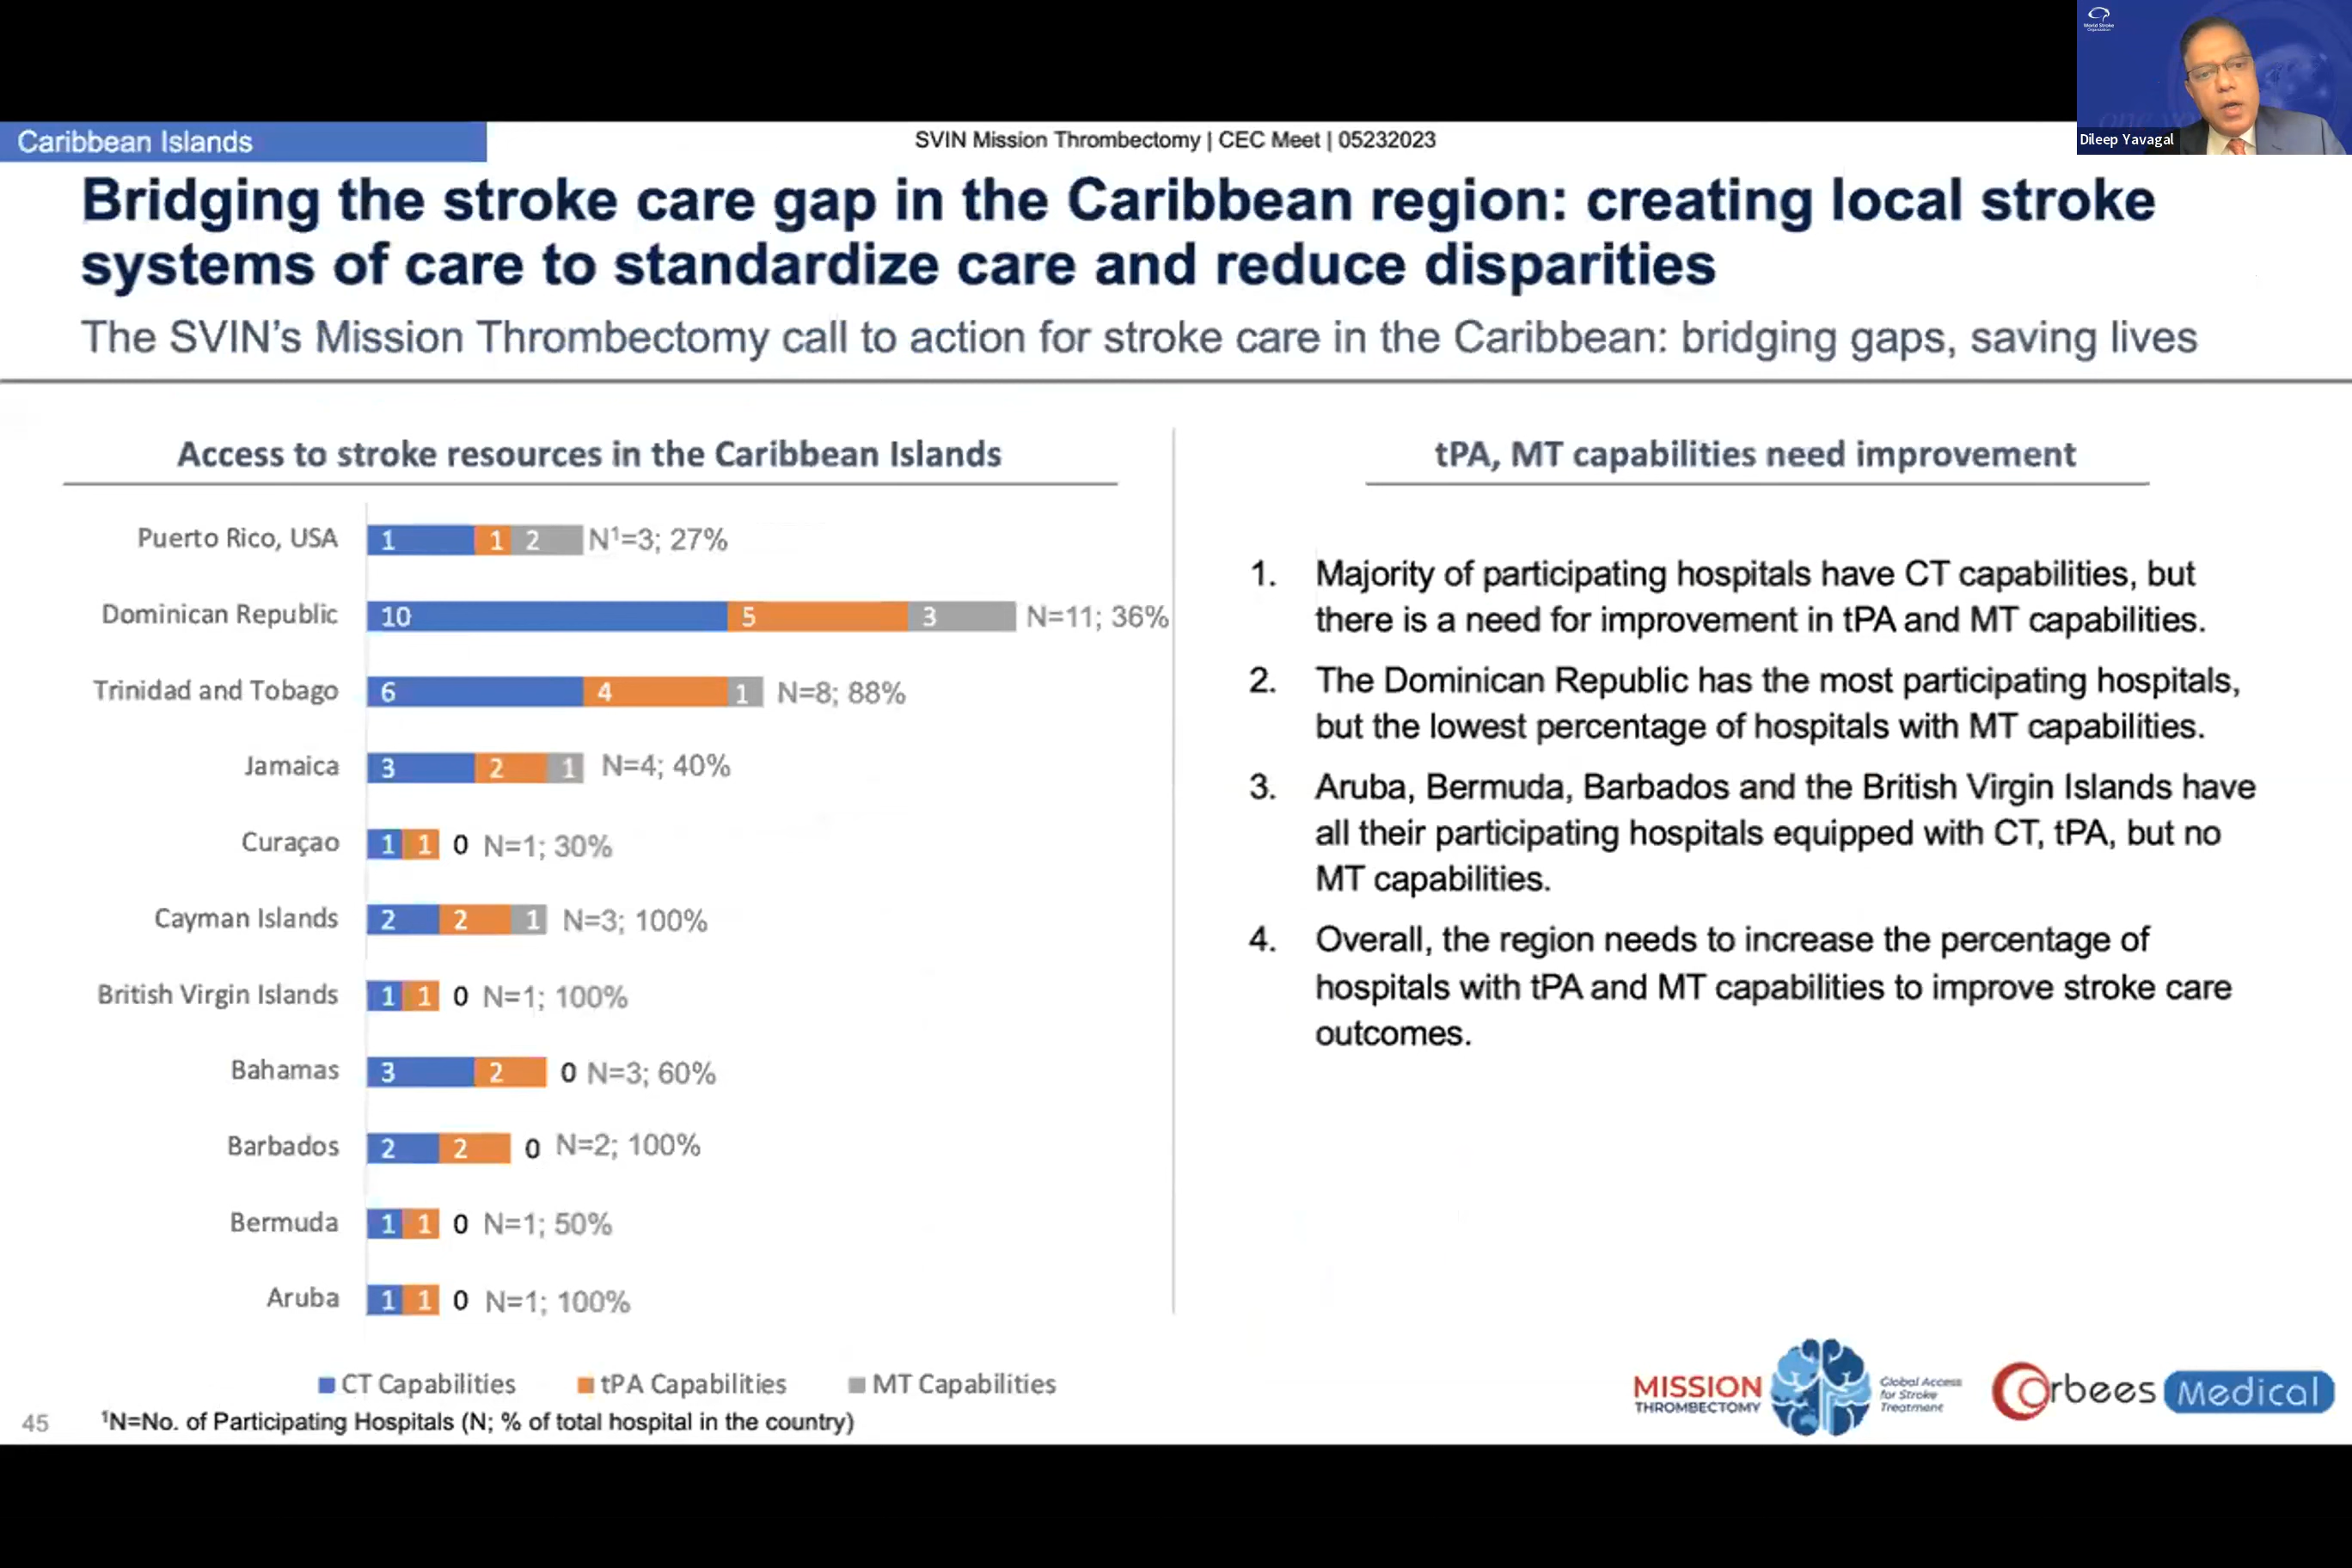 World Stroke
Organization
Dileep Yavagal
Caribbean Islands
SVIN Mission Thrombectomy | CEC Meet | 05232023
Bridging the stroke care gap in the Caribbean region: creating local stroke
systems of care to standardize care and reduce disparities
The SVIN's Mission Thrombectomy call to action for stroke care in the Caribbean: bridging gaps, saving lives
Access to stroke resources in the Caribbean Islands
Puerto Rico, USA 1 1 2 N¹=3; 27%
Dominican Republic 10 5 3 N=11; 36%
Trinidad and Tobago 6 4 1 N=8; 88%
Jamaica 3 2 1 N=4; 40%
Curaçao 1 1 0 N=1; 30%
Cayman Islands 2 2 1 N=3; 100%
British Virgin Islands 1 1 0 N=1; 100%
Bahamas 3 2 0 N=3; 60%
Barbados 2 2 0 N=2; 100%
Bermuda 1 1 0 N=1; 50%
Aruba 1 1 0 N=1; 100%
CT Capabilities tPA Capabilities MT Capabilities
tPA, MT capabilities need improvement
1. Majority of participating hospitals have CT capabilities, but
there is a need for improvement in tPA and MT capabilities.
2. The Dominican Republic has the most participating hospitals,
but the lowest percentage of hospitals with MT capabilities.
3. Aruba, Bermuda, Barbados and the British Virgin Islands have
all their participating hospitals equipped with CT, tPA, but no
MT capabilities.
4. Overall, the region needs to increase the percentage of
hospitals with tPA and MT capabilities to improve stroke care
outcomes.
45
¹N=No. of Participating Hospitals (N; % of total hospital in the country)
MISSION
THROMBECTOMY
Global Access
for Stroke
Treatment
Orbees Medical